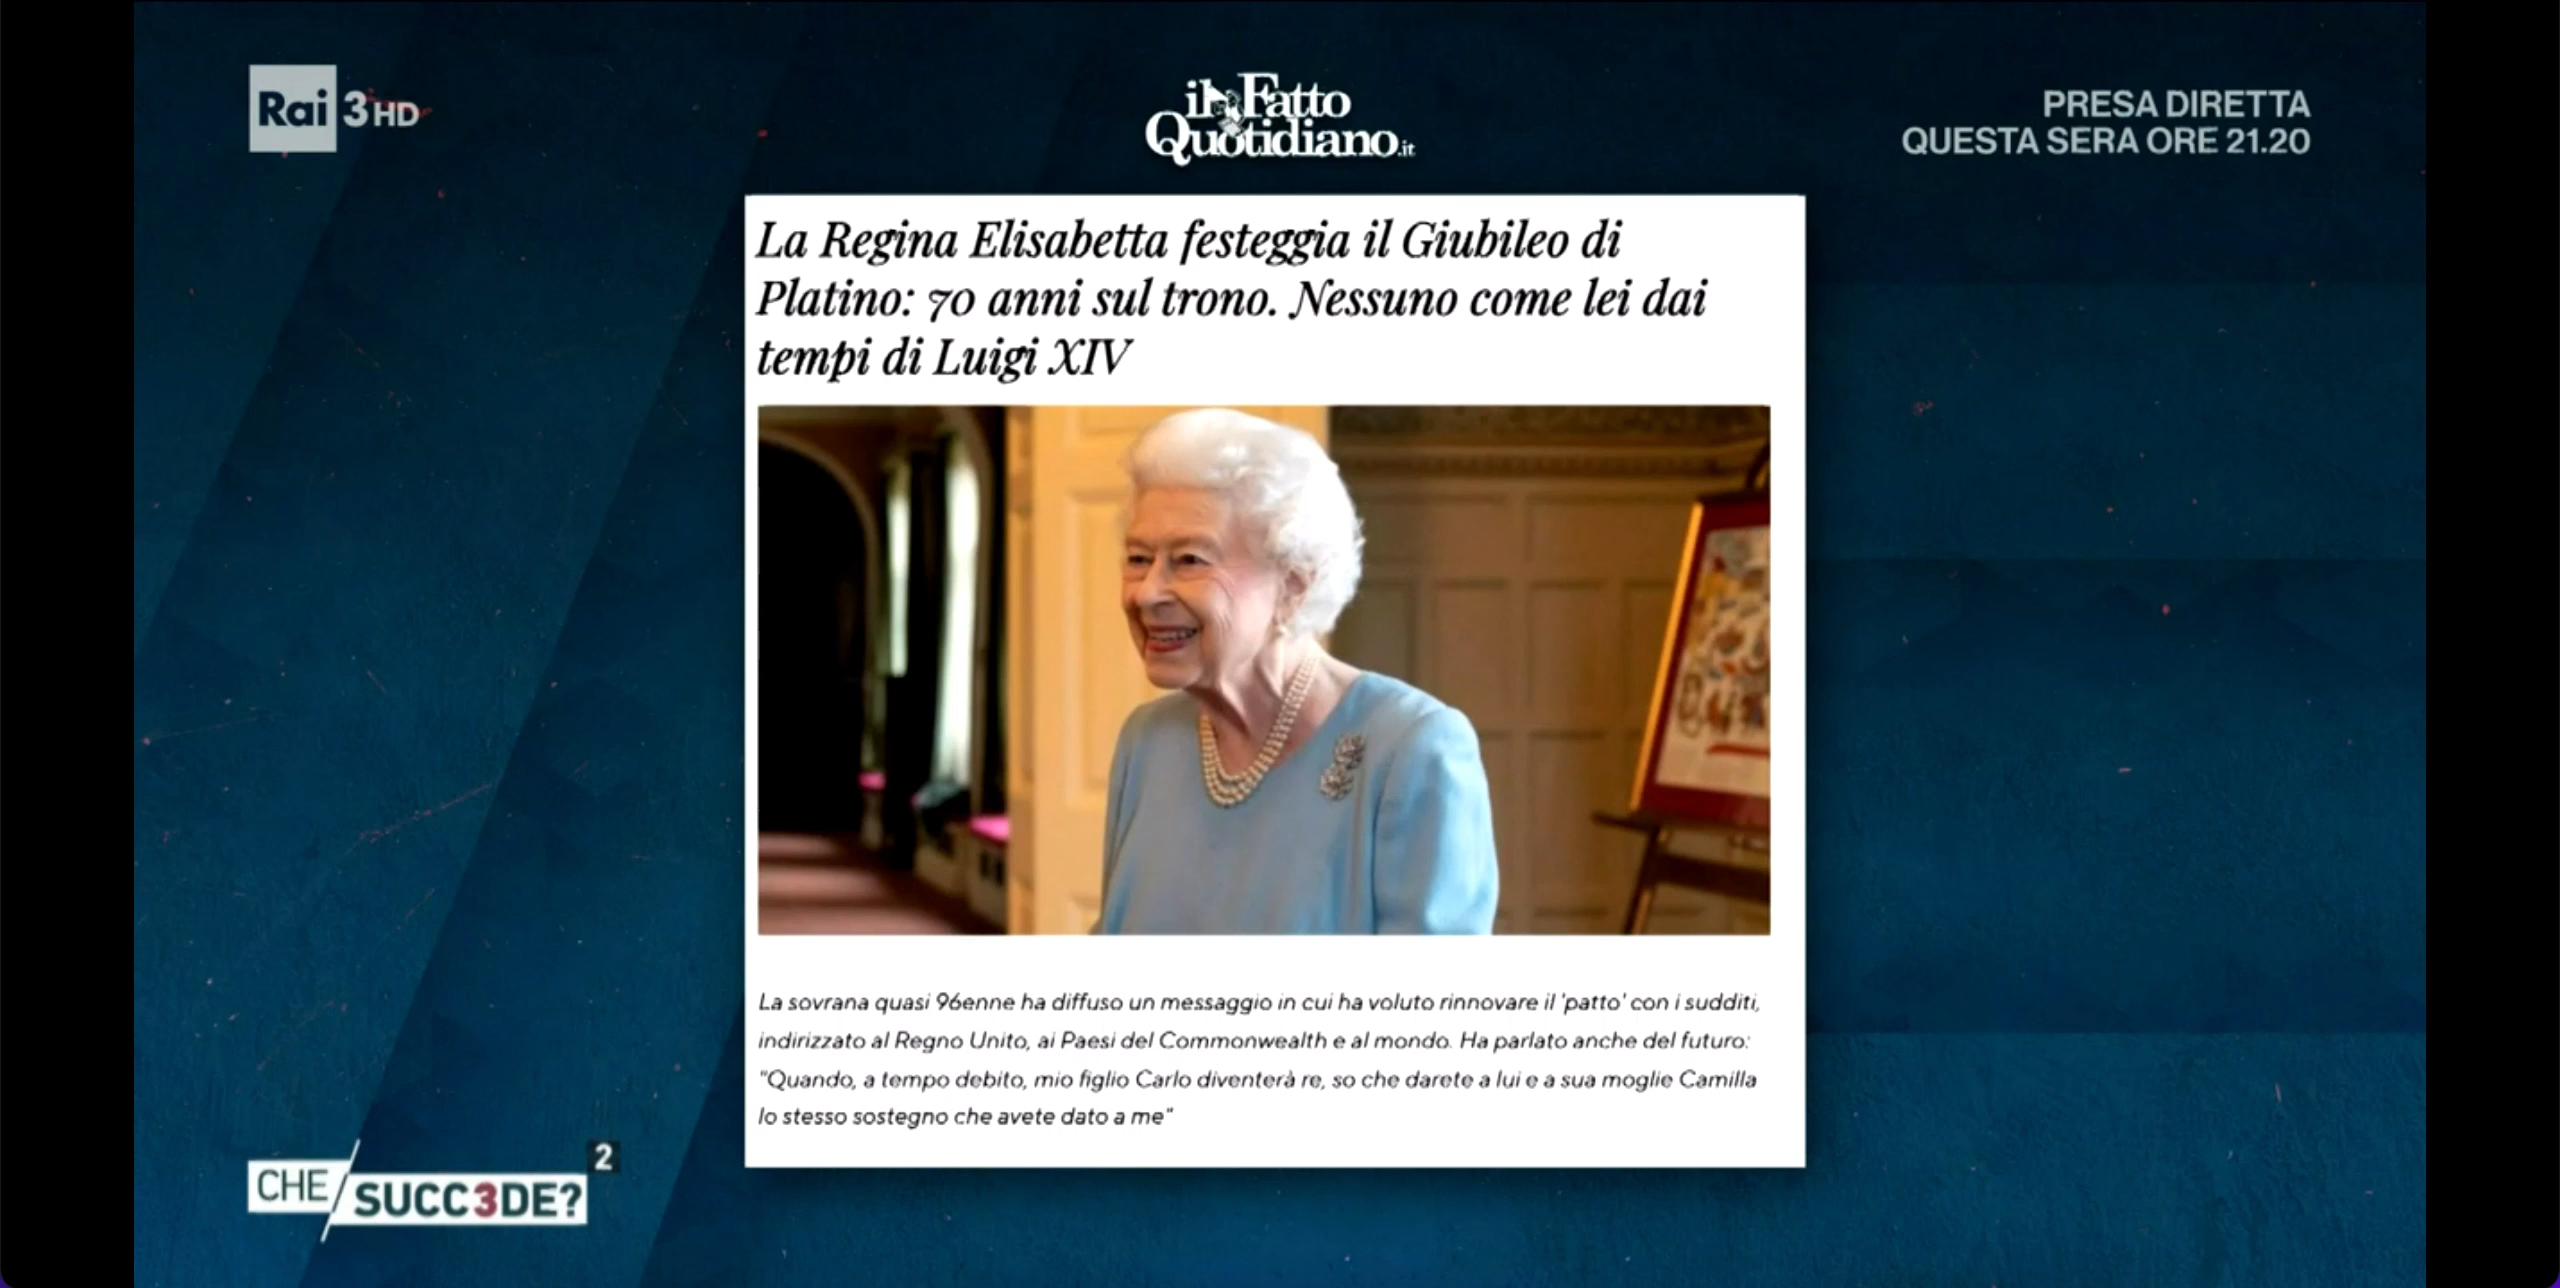 Rai 3 HD
il Fatto
Quotidiano.it
PRESA DIRETTA
QUESTA SERA ORE 21.20
La Regina Elisabetta festeggia il Giubileo di
Platino: 70 anni sul trono. Nessuno come lei dai
tempi di Luigi XIV
La sovrana quasi 96enne ha diffuso un messaggio in cui ha voluto rinnovare il 'patto' con i sudditi,
indirizzato al Regno Unito, ai Paesi del Commonwealth e al mondo. Ha parlato anche del futuro:
"Quando, a tempo debito, mio figlio Carlo diventerà re, so che darete a lui e a sua moglie Camilla
lo stesso sostegno che avete dato a me"
CHE / SUCC3DE? 2